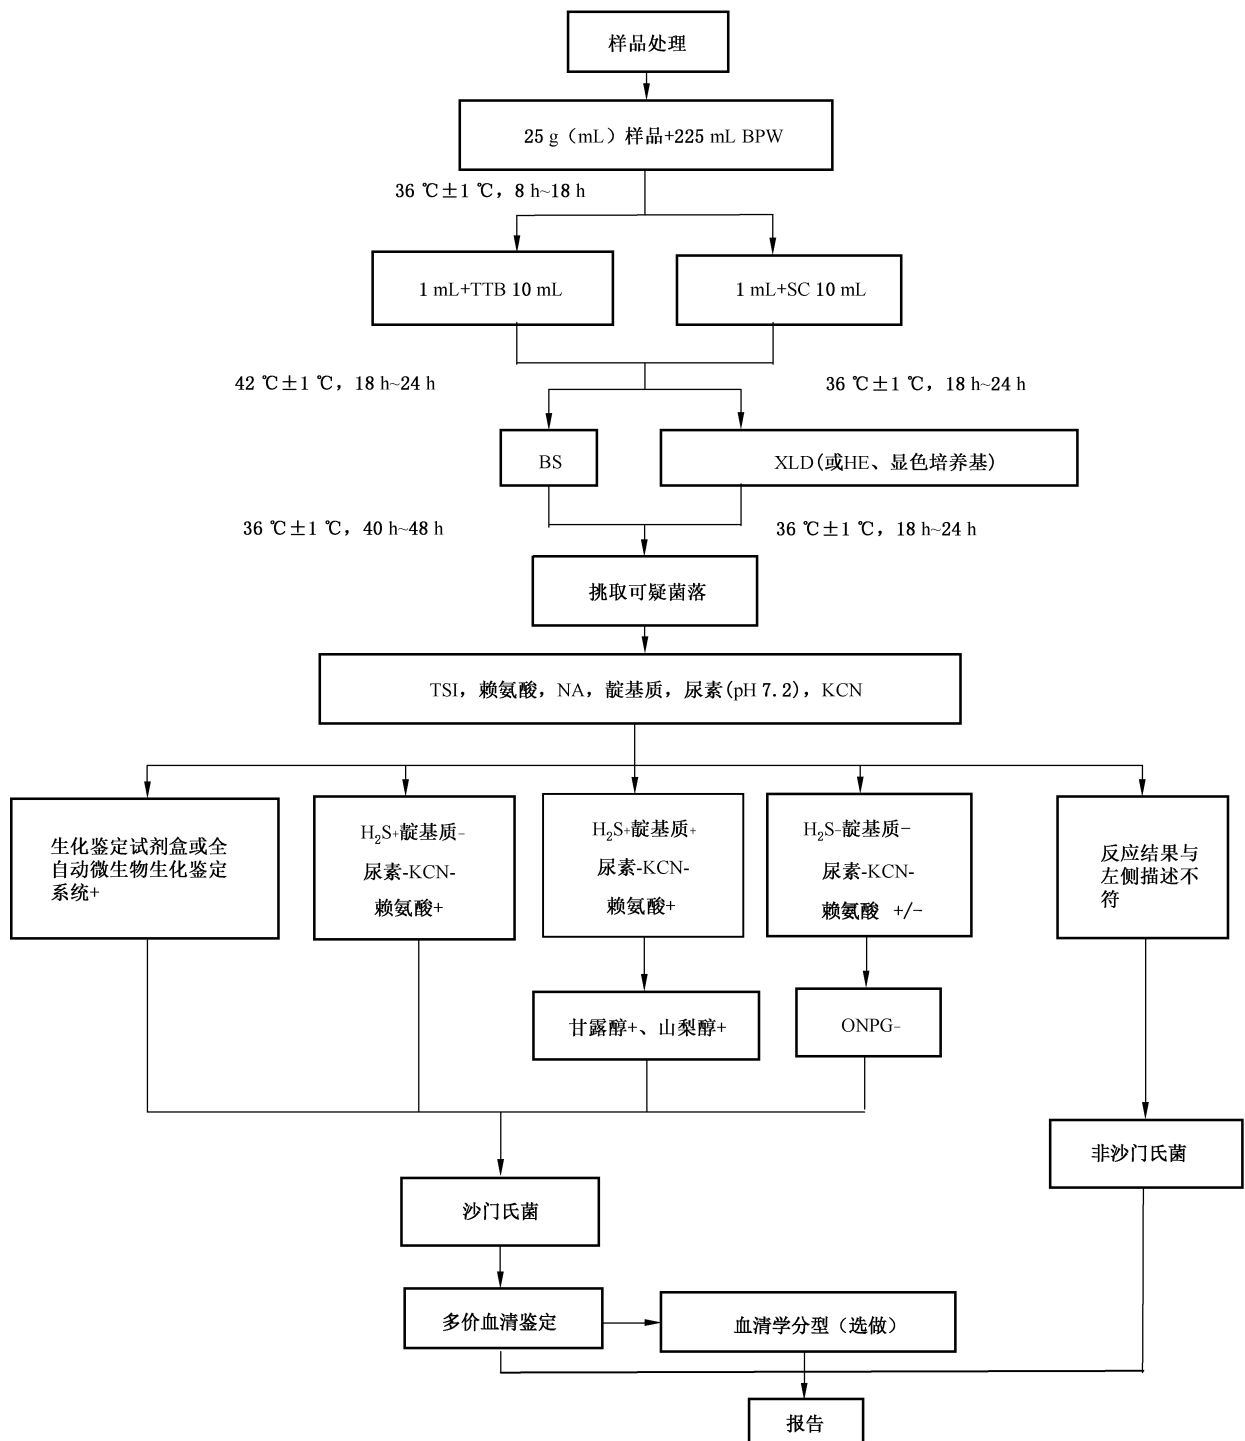 样品处理
25 g（mL）样品+225 mL BPW
36 ℃±1 ℃，8 h~18 h
1 mL+TTB 10 mL
1 mL+SC 10 mL
42 ℃±1 ℃，18 h~24 h
36 ℃±1 ℃，18 h~24 h
BS
XLD(或HE、显色培养基)
36 ℃±1 ℃，40 h~48 h
36 ℃±1 ℃，18 h~24 h
挑取可疑菌落
TSI，赖氨酸，NA，靛基质，尿素(pH 7.2)，KCN
生化鉴定试剂盒或全
自动微生物生化鉴定
系统+
H₂S+靛基质-
尿素-KCN-
赖氨酸+
H₂S+靛基质+
尿素-KCN-
赖氨酸+
H₂S-靛基质-
尿素-KCN-
赖氨酸 +/-
反应结果与
左侧描述不
符
甘露醇+、山梨醇+
ONPG-
非沙门氏菌
沙门氏菌
多价血清鉴定
血清学分型（选做）
报告